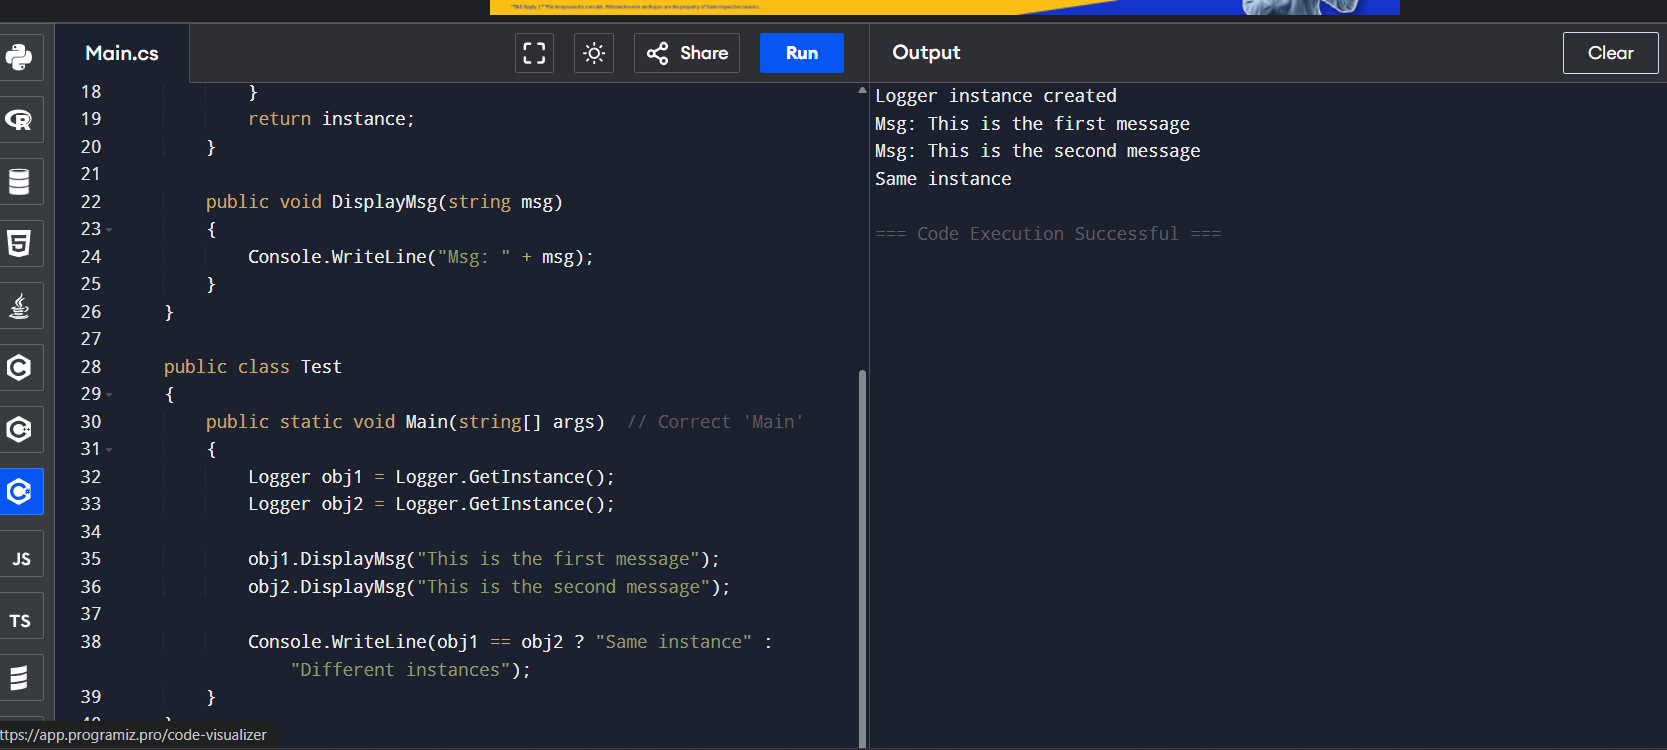 Main.cs
Share
Run
Output
Clear
18 }
19 return instance;
20 }
21
22 public void DisplayMsg(string msg)
23 {
24 Console.WriteLine("Msg: " + msg);
25 }
26 }
27
28 public class Test
29 {
30 public static void Main(string[] args)  // Correct 'Main'
31 {
32 Logger obj1 = Logger.GetInstance();
33 Logger obj2 = Logger.GetInstance();
34
35 obj1.DisplayMsg("This is the first message");
36 obj2.DisplayMsg("This is the second message");
37
38 Console.WriteLine(obj1 == obj2 ? "Same instance" :
"Different instances");
39 }
JS
TS
ttps://app.programiz.pro/code-visualizer
Logger instance created
Msg: This is the first message
Msg: This is the second message
Same instance
=== Code Execution Successful ===